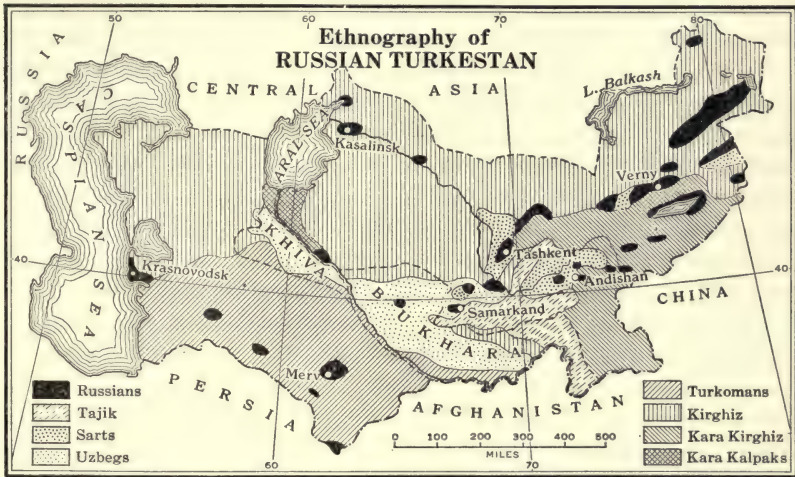 50
60
80
Ethnography of
RUSSIAN TURKESTAN
RUSSIA
CENTRAL ASIA
L. Balkash
CASPIAN SEA
ARAL SEA
Kasalinsk
Verny
KHIVA
Tashkent
40
Krasnovodsk
Andishan
40
BUKHARA
Samarkand
CHINA
Merv
PERSIA
AFGHANISTAN
Russians
Tajik
Sarts
Uzbegs
0 100 200 300 400 500
MILES
60
70
Turkomans
Kirghiz
Kara Kirghiz
Kara Kalpaks